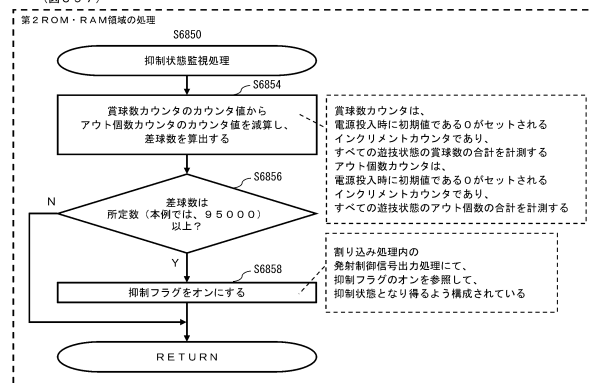 第２ＲＯＭ・ＲＡＭ領域の処理
S6850
抑制状態監視処理
S6854
賞球数カウンタのカウンタ値から
アウト個数カウンタのカウンタ値を減算し、
差球数を算出する
賞球数カウンタは、
電源投入時に初期値である０がセットされる
インクリメントカウンタであり、
すべての遊技状態の賞球数の合計を計測する
アウト個数カウンタは、
電源投入時に初期値である０がセットされる
インクリメントカウンタであり、
すべての遊技状態のアウト個数の合計を計測する
S6856
差球数は
所定数（本例では、９５０００）
以上？
N
Y
S6858
抑制フラグをオンにする
割り込み処理内の
発射制御信号出力処理にて、
抑制フラグのオンを参照して、
抑制状態となり得るよう構成されている
ＲＥＴＵＲＮ